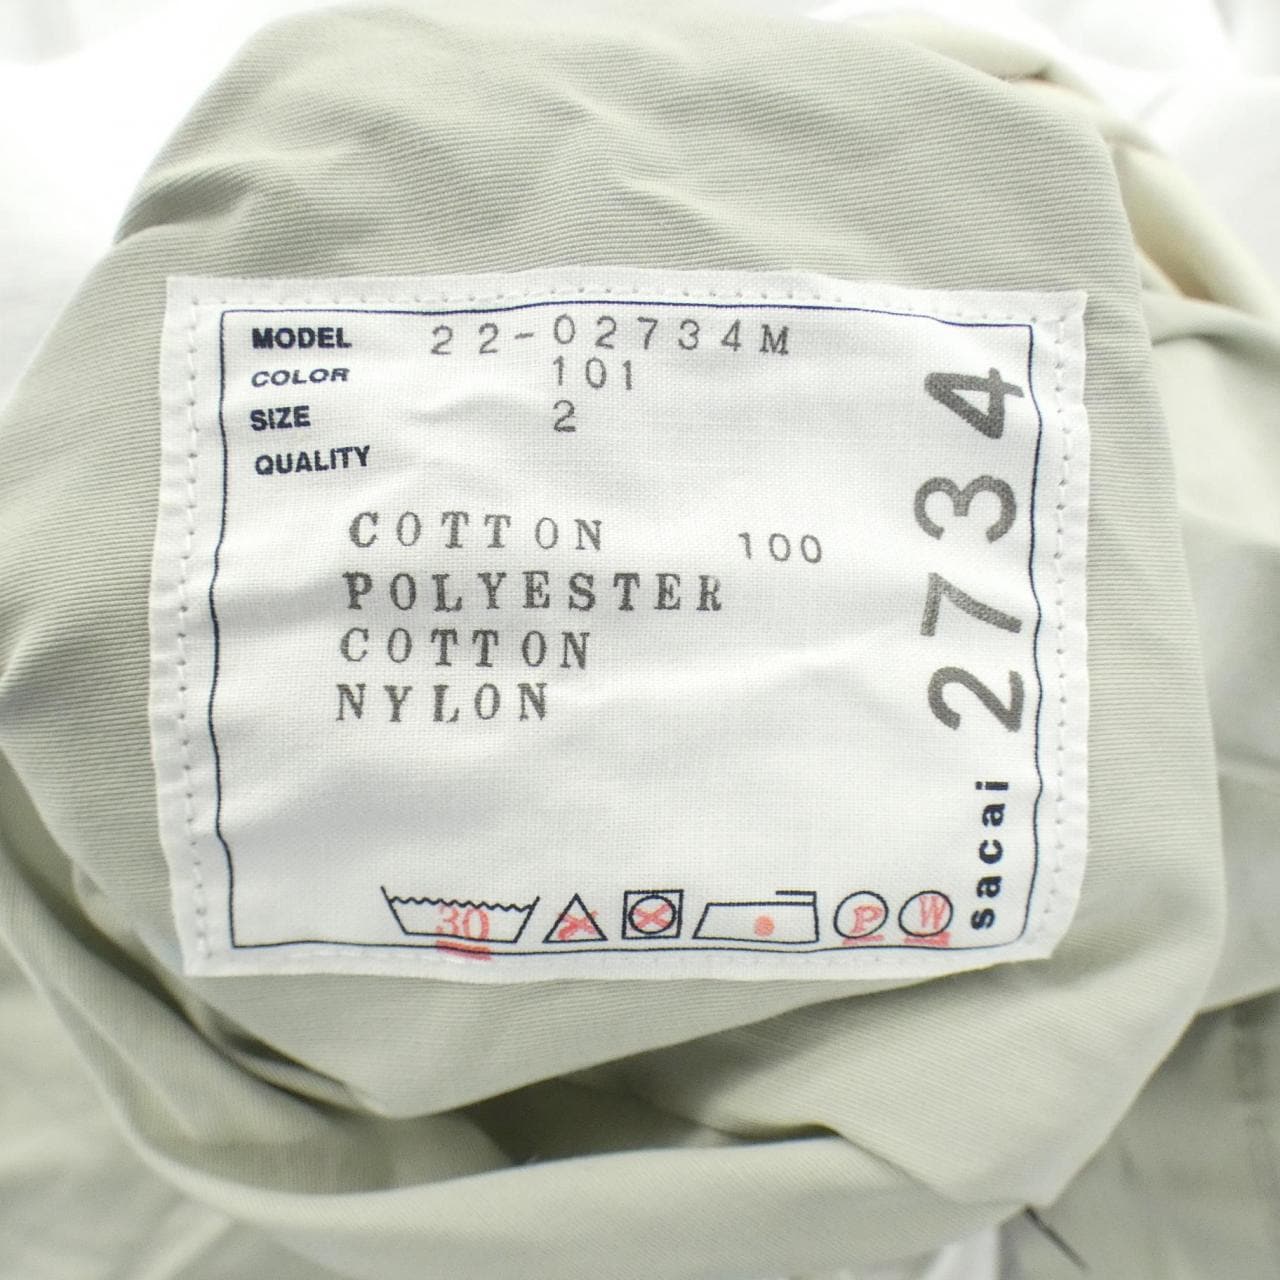 MODEL 22-02734M
COLOR 101
SIZE 2
QUALITY
COTTON 100
POLYESTER
COTTON
NYLON
30
P
W
sacai 2734